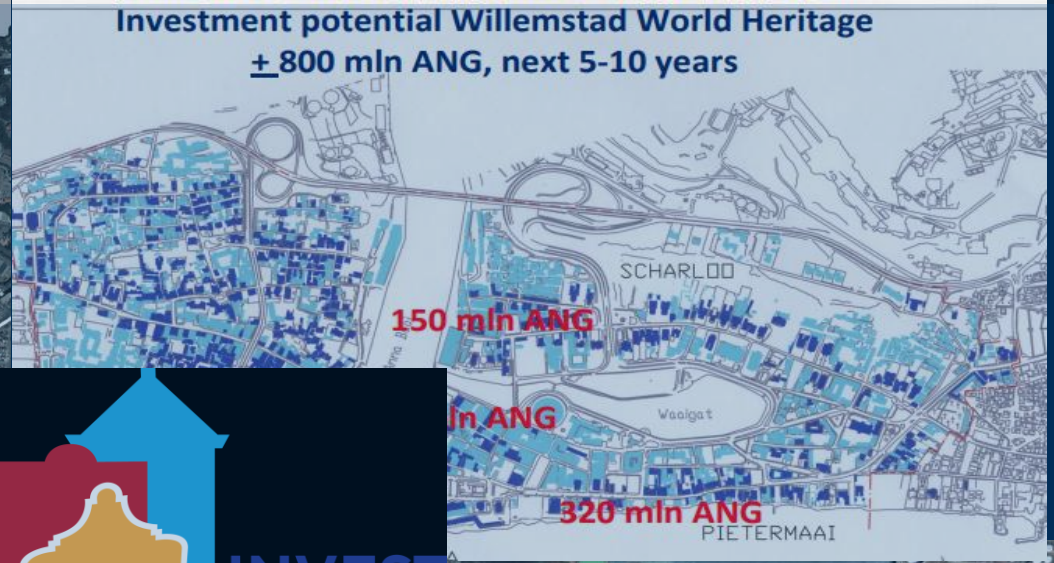 Investment potential Willemstad World Heritage
+ 800 mln ANG, next 5-10 years
SCHARLOO
150 mln ANG
Waaigat
ln ANG
320 mln ANG
PIETERMAAI
INVEST